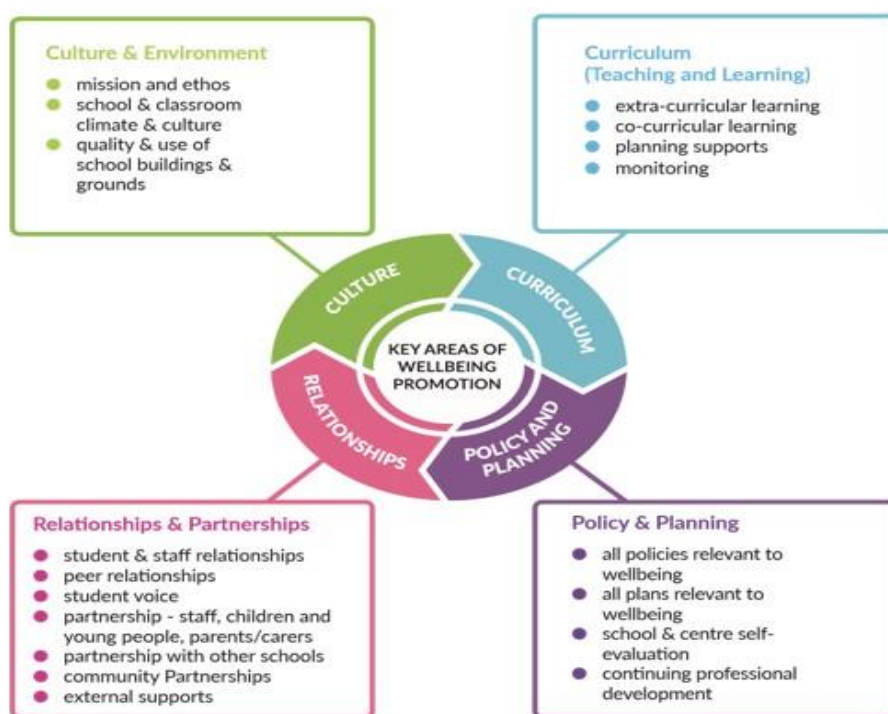 Culture & Environment
mission and ethos
school & classroom
climate & culture
quality & use of
school buildings &
grounds
Curriculum
(Teaching and Learning)
extra-curricular learning
co-curricular learning
planning supports
monitoring
CULTURE
CURRICULUM
KEY AREAS OF
WELLBEING
PROMOTION
RELATIONSHIPS
POLICY AND
PLANNING
Relationships & Partnerships
student & staff relationships
peer relationships
student voice
partnership - staff, children and
young people, parents/carers
partnership with other schools
community Partnerships
external supports
Policy & Planning
all policies relevant to
wellbeing
all plans relevant to
wellbeing
school & centre self-
evaluation
continuing professional
development